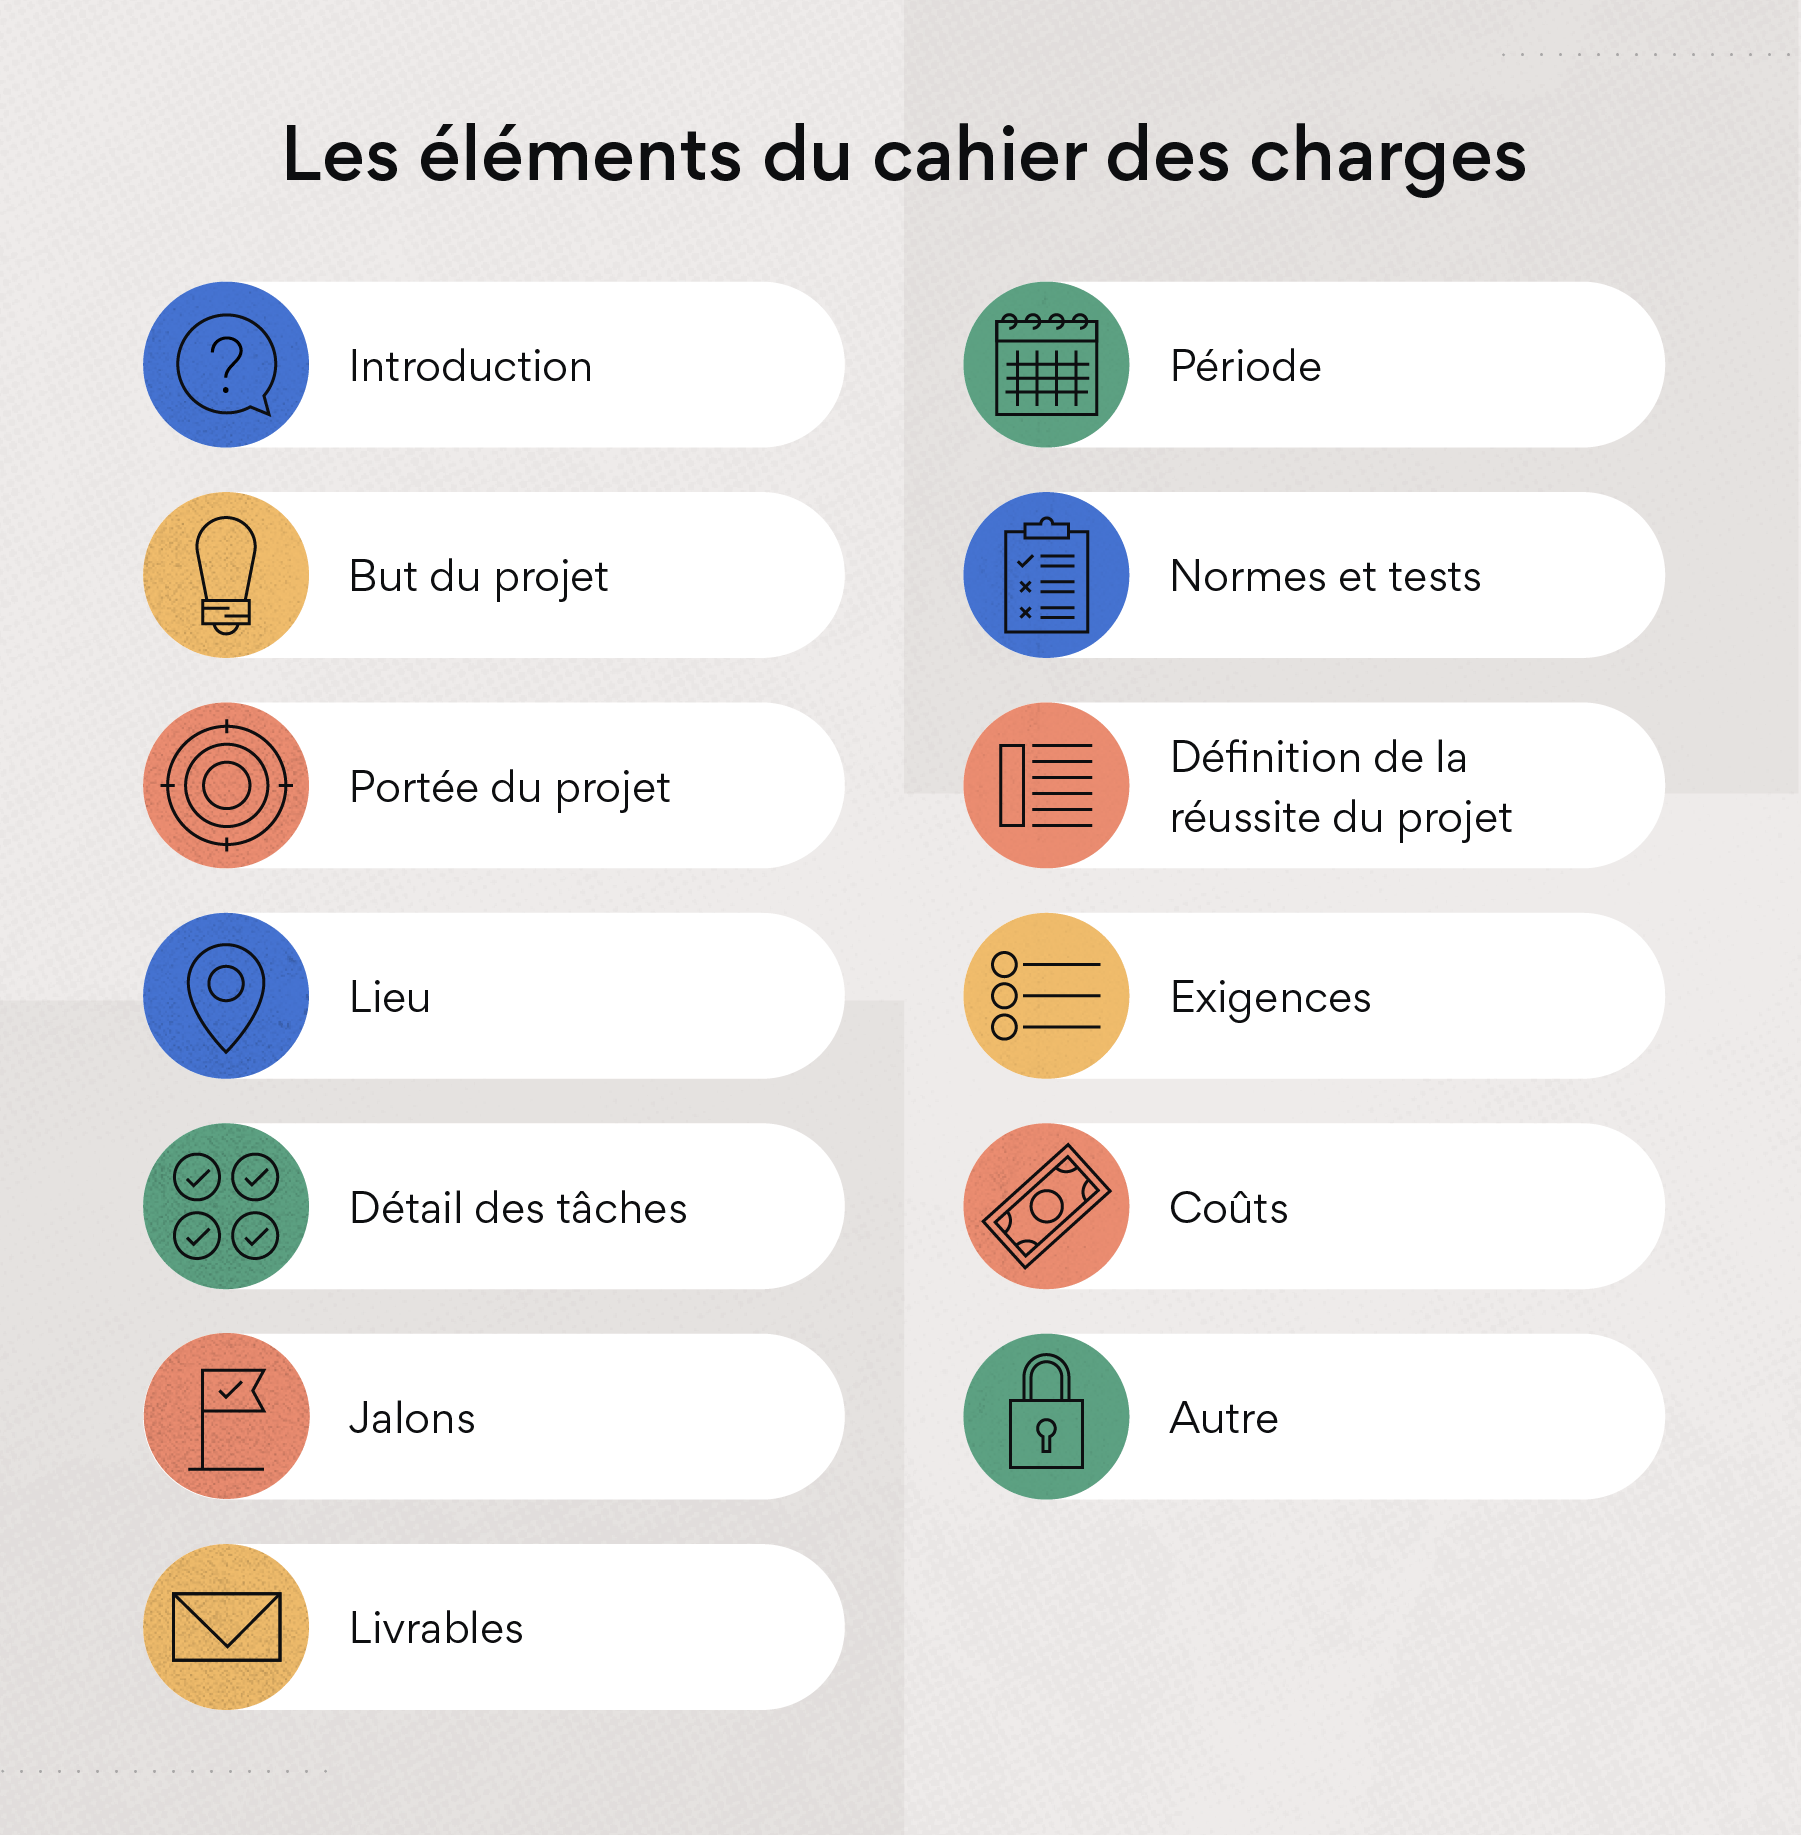 Les éléments du cahier des charges
Introduction
But du projet
Portée du projet
Lieu
Détail des tâches
Jalons
Livrables
Période
Normes et tests
Définition de la
réussite du projet
Exigences
Coûts
Autre